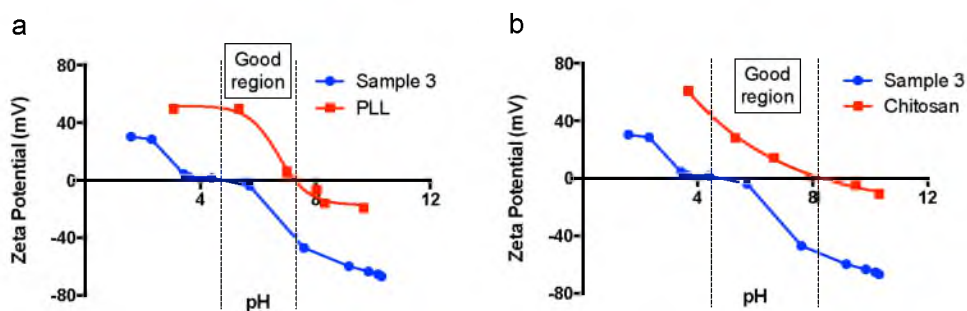 a
Zeta Potential (mV)
80
40
0
-40
-80
4
8
12
pH
Good
region
Sample 3
PLL
b
Zeta Potential (mV)
80
40
0
-40
-80
4
8
12
pH
Good
region
Sample 3
Chitosan